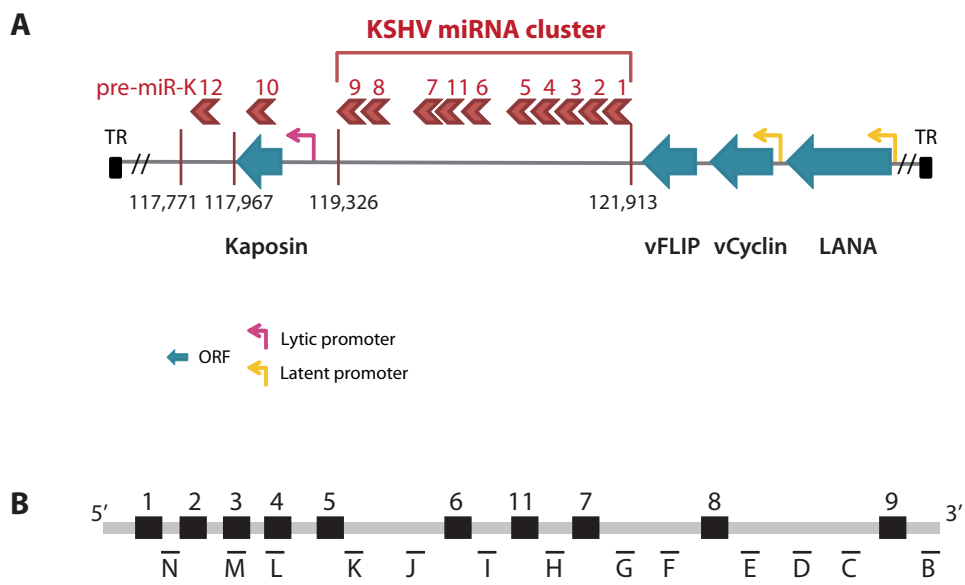 A
KSHV miRNA cluster
pre-miR-K 12 10 9 8 7 11 6 5 4 3 2 1
TR TR
117,771 117,967 119,326 121,913
Kaposin vFLIP vCyclin LANA
Lytic promoter
ORF
Latent promoter
B
1 2 3 4 5 6 11 7 8 9
5′ 3′
N M L K J I H G F E D C B